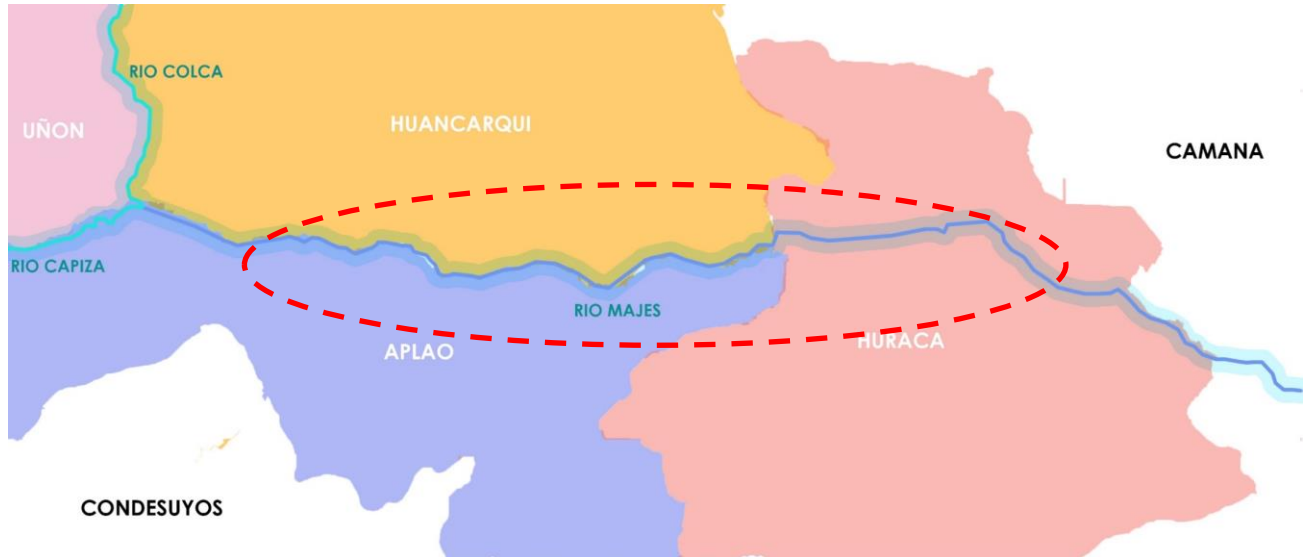 RIO COLCA
UÑON
HUANCARQUI
CAMANA
RIO CAPIZA
RIO MAJES
APLAO
HURACA
CONDESUYOS